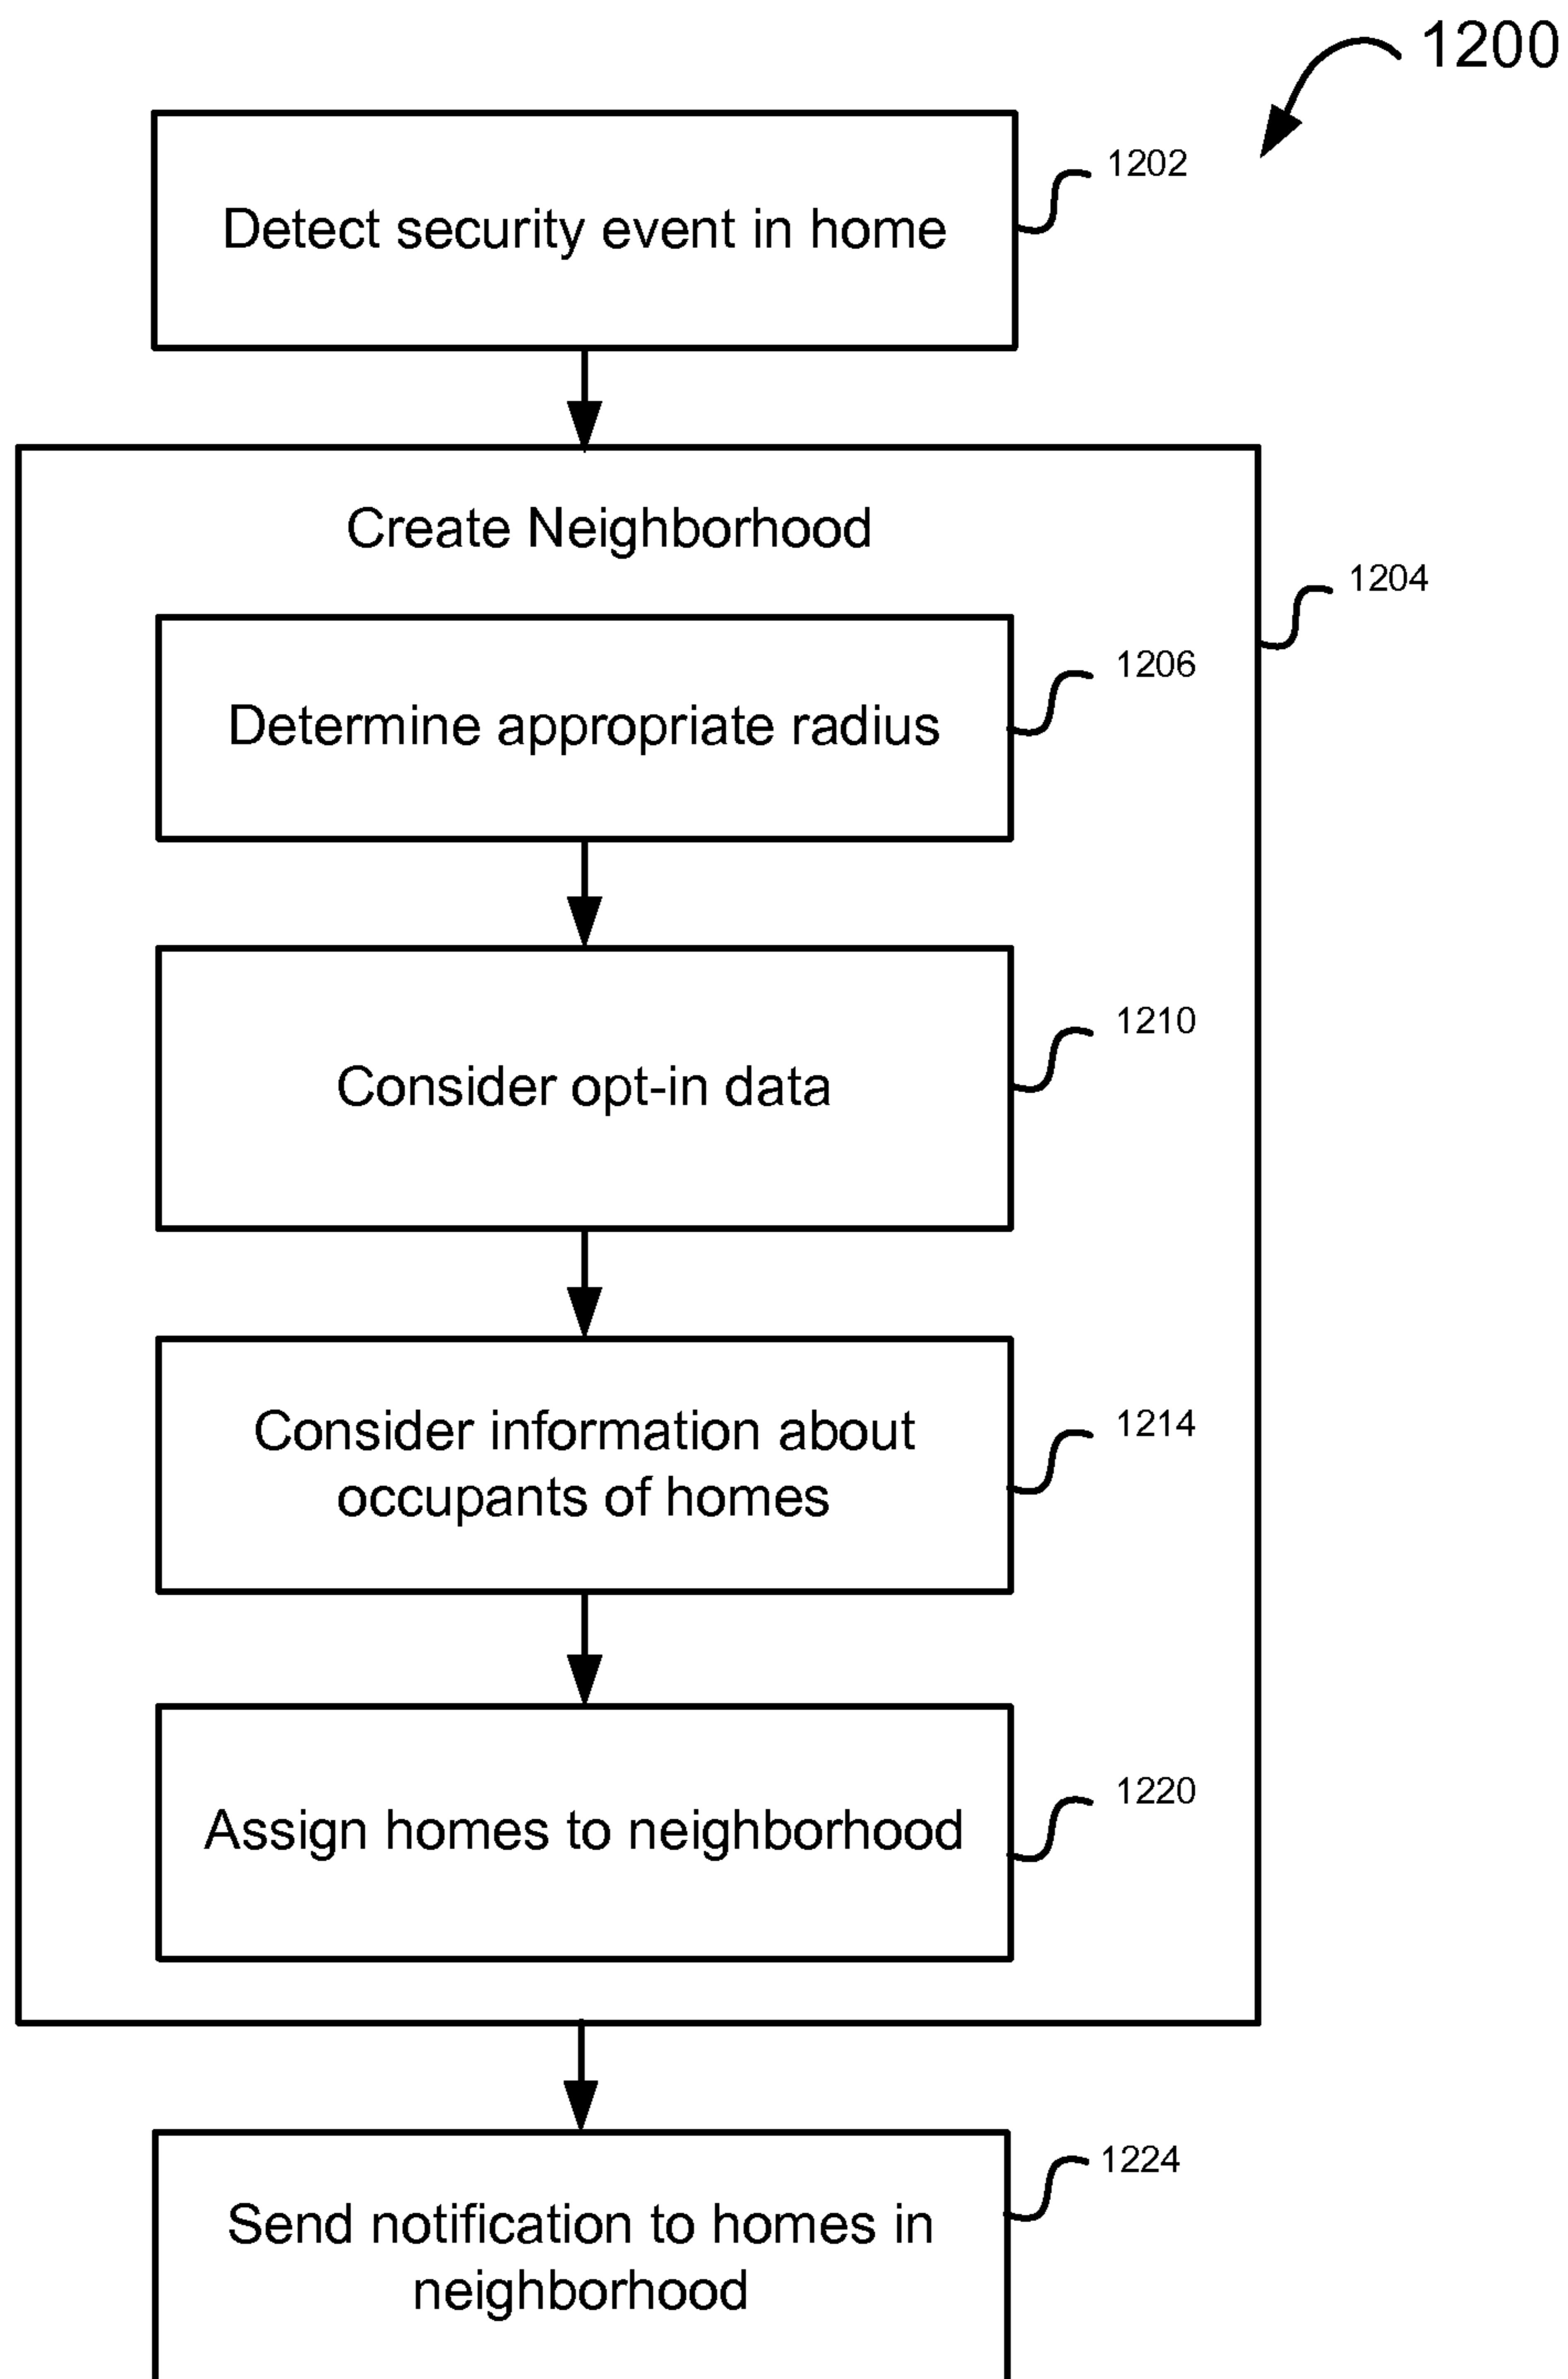 1200
Detect security event in home
1202
Create Neighborhood
1204
Determine appropriate radius
1206
Consider opt-in data
1210
Consider information about
occupants of homes
1214
Assign homes to neighborhood
1220
Send notification to homes in
neighborhood
1224